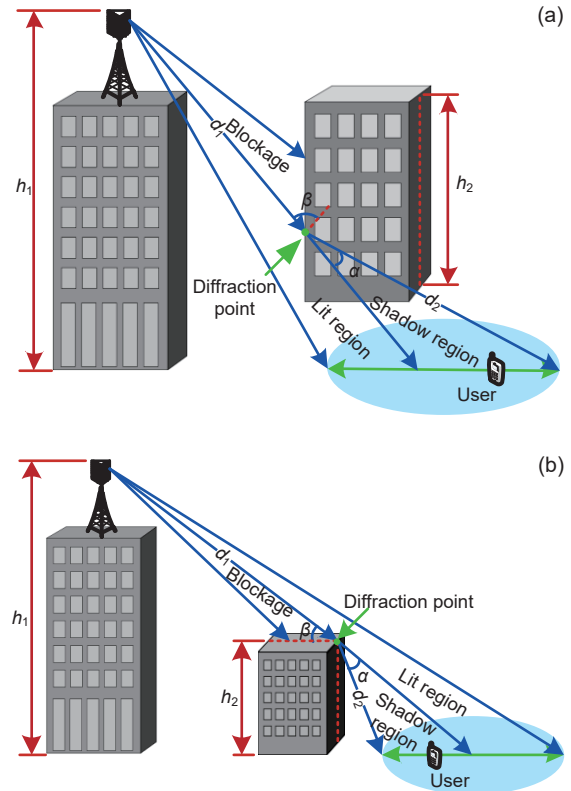 (a)
h1
d1
Blockage
β
h2
α
Diffraction
point
d2
Lit region
Shadow region
User
(b)
h1
d1
Blockage
Diffraction point
β
h2
α
d2
Lit region
Shadow
region
User